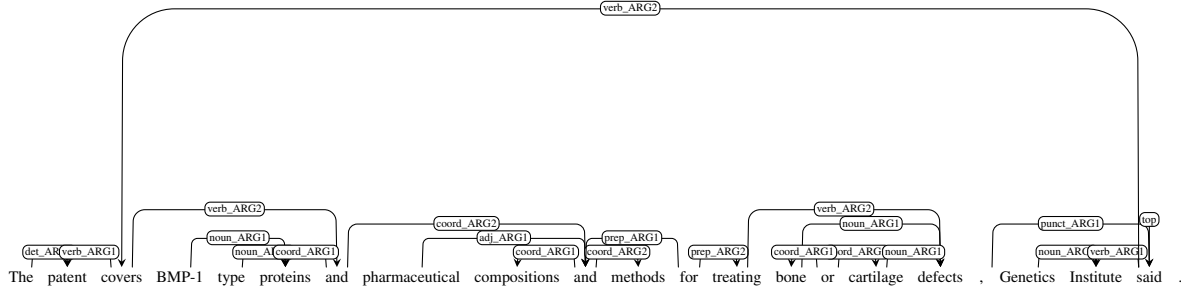 verb_ARG2
verb_ARG2 coord_ARG2 verb_ARG2 top
noun_ARG1 adj_ARG1 prep_ARG1 noun_ARG1 punct_ARG1
det_AR verb_ARG1 noun_A coord_ARG1 coord_ARG1 coord_ARG2 prep_ARG2 coord_ARG1 ord_ARG noun_ARG1 noun_ARG verb_ARG1
The patent covers BMP-1 type proteins and pharmaceutical compositions and methods for treating bone or cartilage defects , Genetics Institute said .